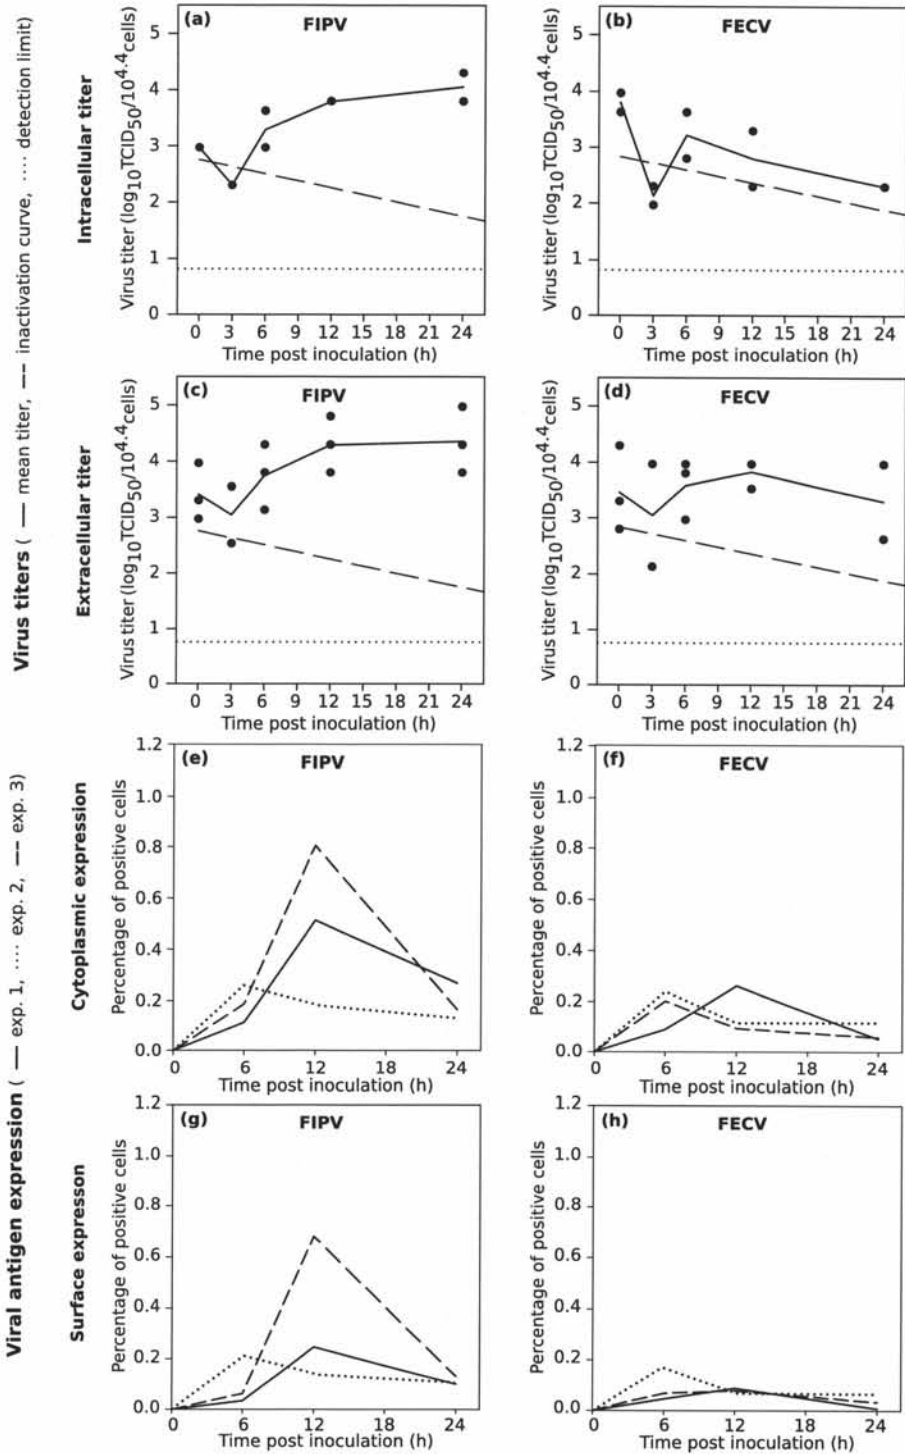 Virus titers ( — mean titer, –– inactivation curve, ···· detection limit)
Intracellular titer
(a) FIPV
Virus titer (log10TCID50/10^4.4cells)
5
4
3
2
1
0
0 3 6 9 12 15 18 21 24
Time post inoculation (h)
(b) FECV
Virus titer (log10TCID50/10^4.4cells)
5
4
3
2
1
0
0 3 6 9 12 15 18 21 24
Time post inoculation (h)
Extracellular titer
(c) FIPV
Virus titer (log10TCID50/10^4.4cells)
5
4
3
2
1
0
0 3 6 9 12 15 18 21 24
Time post inoculation (h)
(d) FECV
Virus titer (log10TCID50/10^4.4cells)
5
4
3
2
1
0
0 3 6 9 12 15 18 21 24
Time post inoculation (h)
Viral antigen expression ( — exp. 1, ···· exp. 2, –– exp. 3)
Cytoplasmic expression
(e) FIPV
Percentage of positive cells
1.2
1.0
0.8
0.6
0.4
0.2
0.0
0 6 12 18 24
Time post inoculation (h)
(f) FECV
Percentage of positive cells
1.2
1.0
0.8
0.6
0.4
0.2
0.0
0 6 12 18 24
Time post inoculation (h)
Surface expresson
(g) FIPV
Percentage of positive cells
1.2
1.0
0.8
0.6
0.4
0.2
0.0
0 6 12 18 24
Time post inoculation (h)
(h) FECV
Percentage of positive cells
1.2
1.0
0.8
0.6
0.4
0.2
0.0
0 6 12 18 24
Time post inoculation (h)